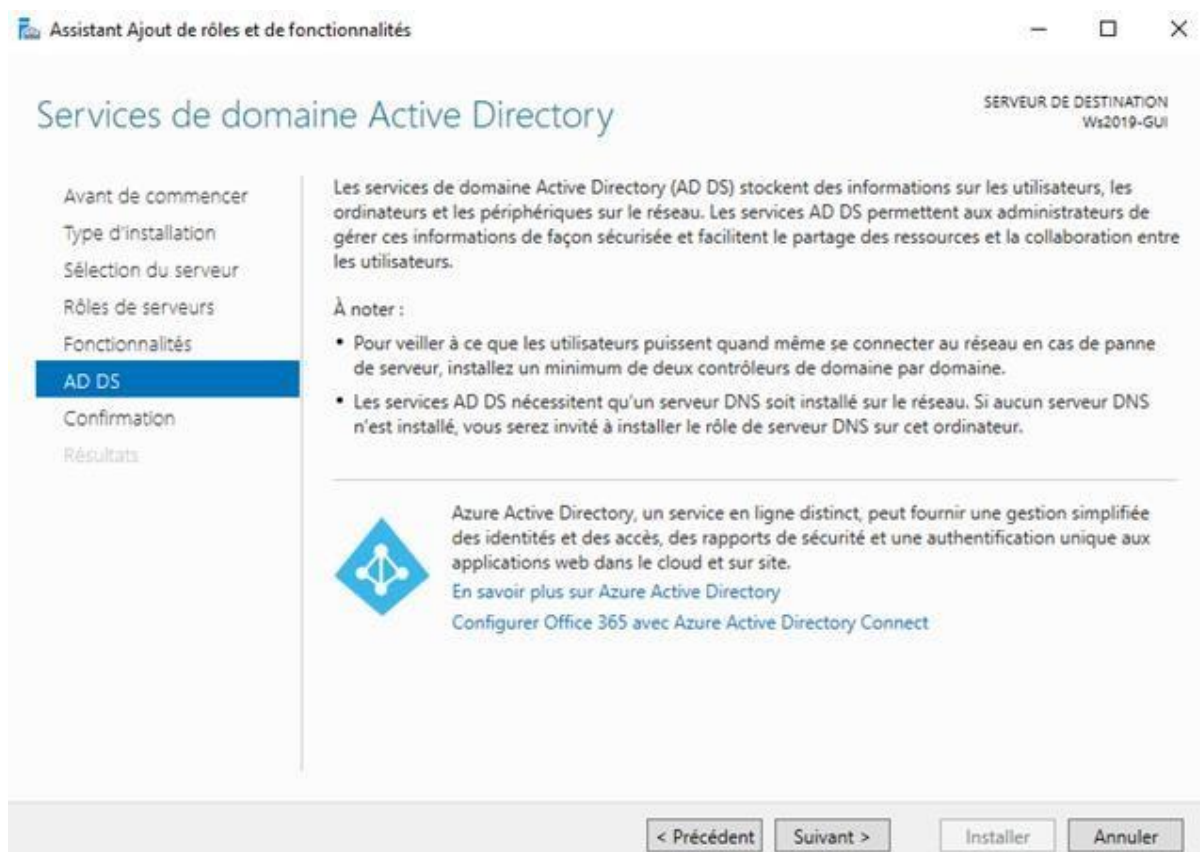 Assistant Ajout de rôles et de fonctionnalités
Services de domaine Active Directory
SERVEUR DE DESTINATION
Ws2019-GUI
Avant de commencer
Type d'installation
Sélection du serveur
Rôles de serveurs
Fonctionnalités
AD DS
Confirmation
Résultats
Les services de domaine Active Directory (AD DS) stockent des informations sur les utilisateurs, les
ordinateurs et les périphériques sur le réseau. Les services AD DS permettent aux administrateurs de
gérer ces informations de façon sécurisée et facilitent le partage des ressources et la collaboration entre
les utilisateurs.
À noter :
• Pour veiller à ce que les utilisateurs puissent quand même se connecter au réseau en cas de panne
de serveur, installez un minimum de deux contrôleurs de domaine par domaine.
• Les services AD DS nécessitent qu'un serveur DNS soit installé sur le réseau. Si aucun serveur DNS
n'est installé, vous serez invité à installer le rôle de serveur DNS sur cet ordinateur.
Azure Active Directory, un service en ligne distinct, peut fournir une gestion simplifiée
des identités et des accès, des rapports de sécurité et une authentification unique aux
applications web dans le cloud et sur site.
En savoir plus sur Azure Active Directory
Configurer Office 365 avec Azure Active Directory Connect
< Précédent
Suivant >
Installer
Annuler